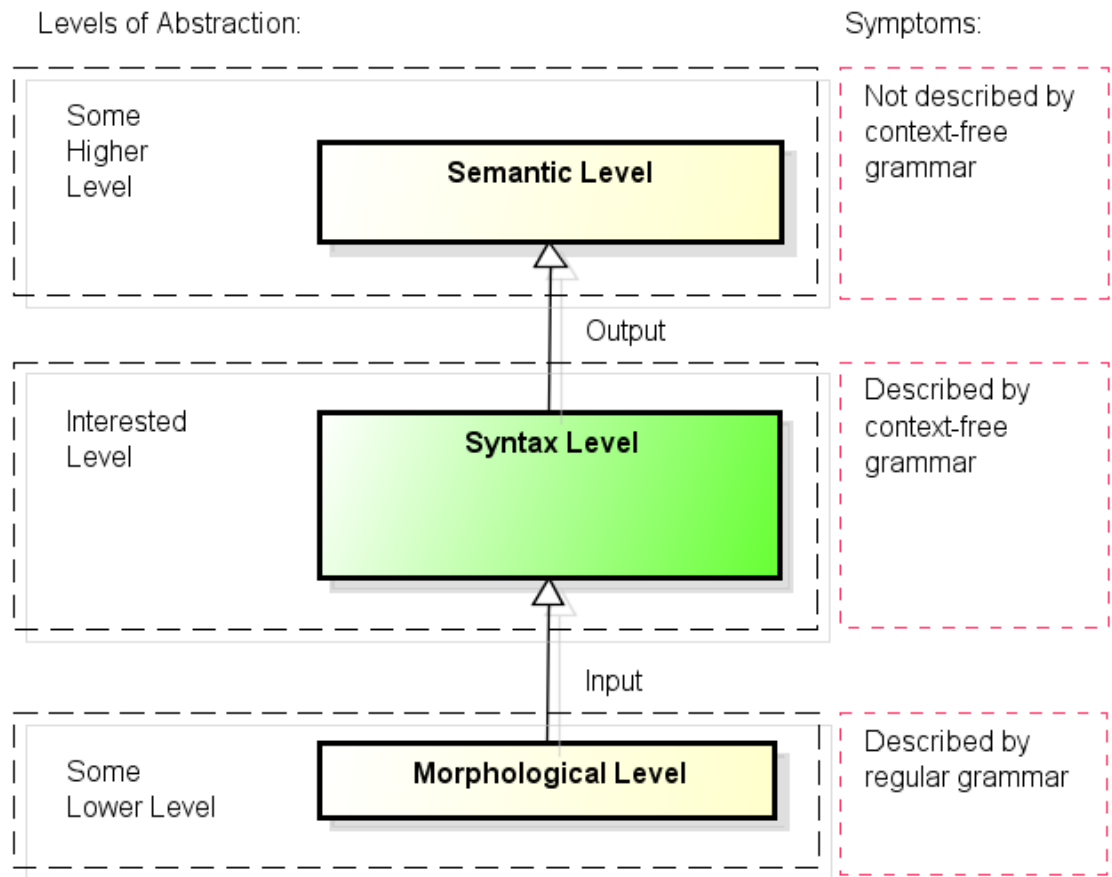 Levels of Abstraction:
Symptoms:
Some
Higher
Level
Semantic Level
Not described by
context-free
grammar
Output
Interested
Level
Syntax Level
Described by
context-free
grammar
Input
Some
Lower Level
Morphological Level
Described by
regular grammar